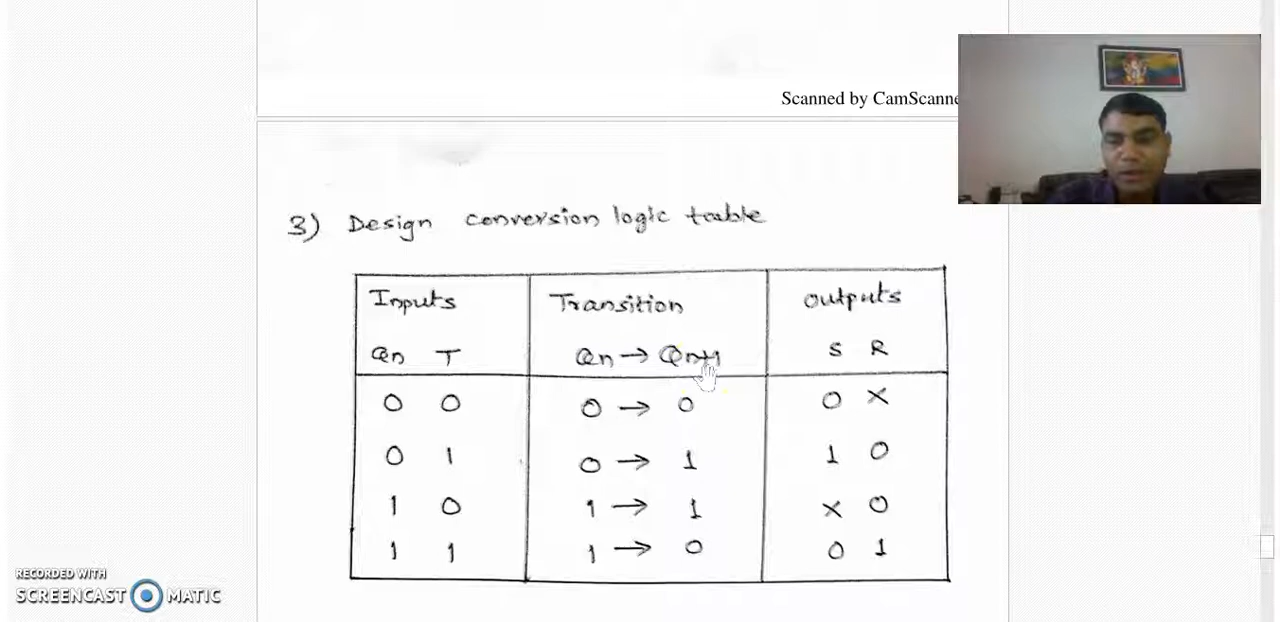 Scanned by CamScanne
3) Design conversion logic table
Inputs Transition Outputs
Qn T Qn → Qn+1 S R
0 0 0 → 0 0 X
0 1 0 → 1 1 0
1 0 1 → 1 X 0
1 1 1 → 0 0 1
RECORDED WITH
SCREENCAST MATIC